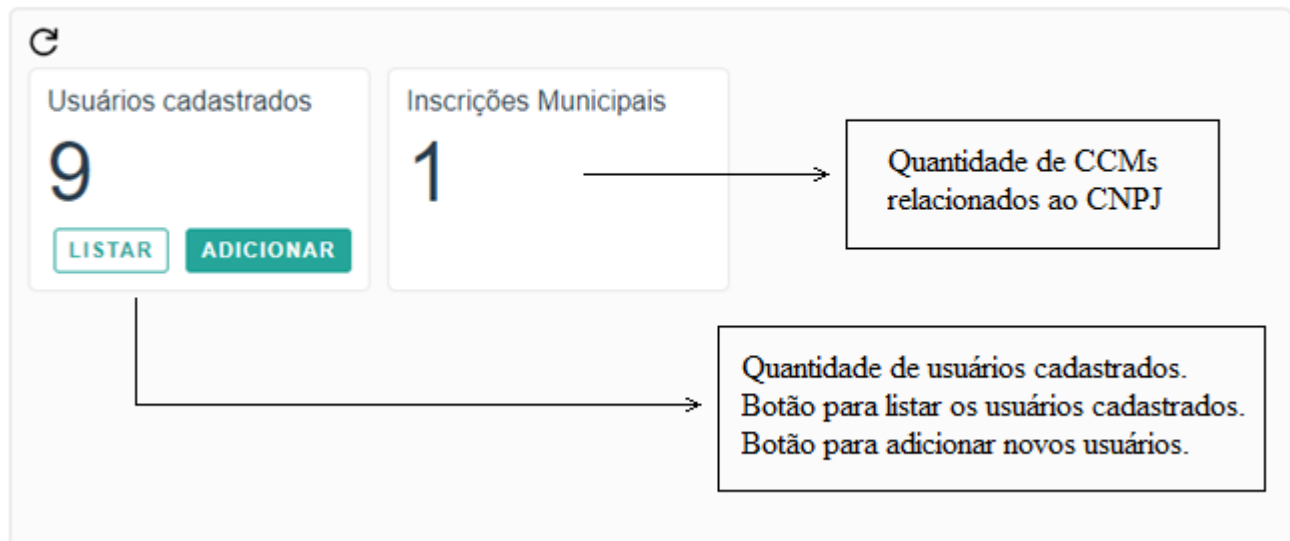 Usuários cadastrados
9
LISTAR
ADICIONAR
Inscrições Municipais
1
Quantidade de CCMs
relacionados ao CNPJ
Quantidade de usuários cadastrados.
Botão para listar os usuários cadastrados.
Botão para adicionar novos usuários.